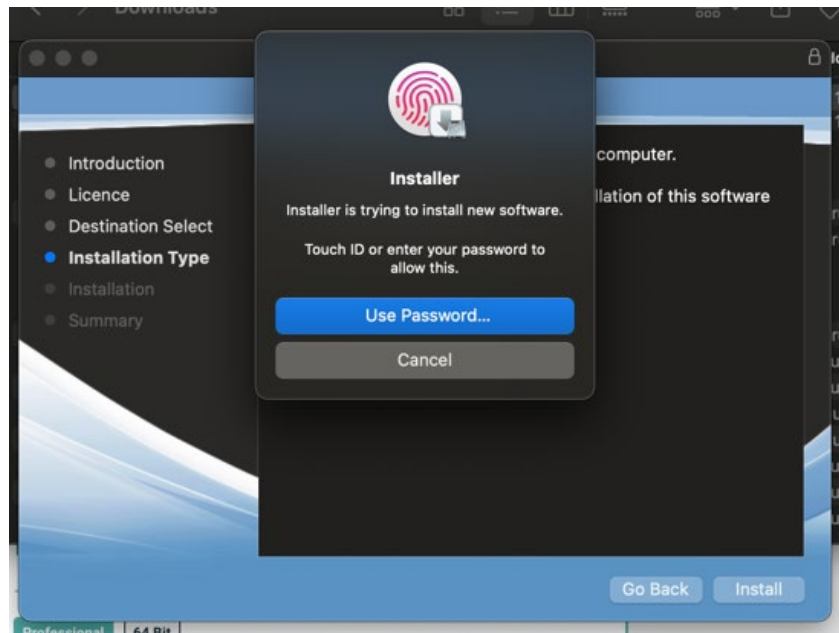 Downloads
Introduction
Licence
Destination Select
Installation Type
Installation
Summary
computer.
llation of this software
Installer
Installer is trying to install new software.
Touch ID or enter your password to
allow this.
Use Password...
Cancel
Go Back
Install
Professional
64 Bit